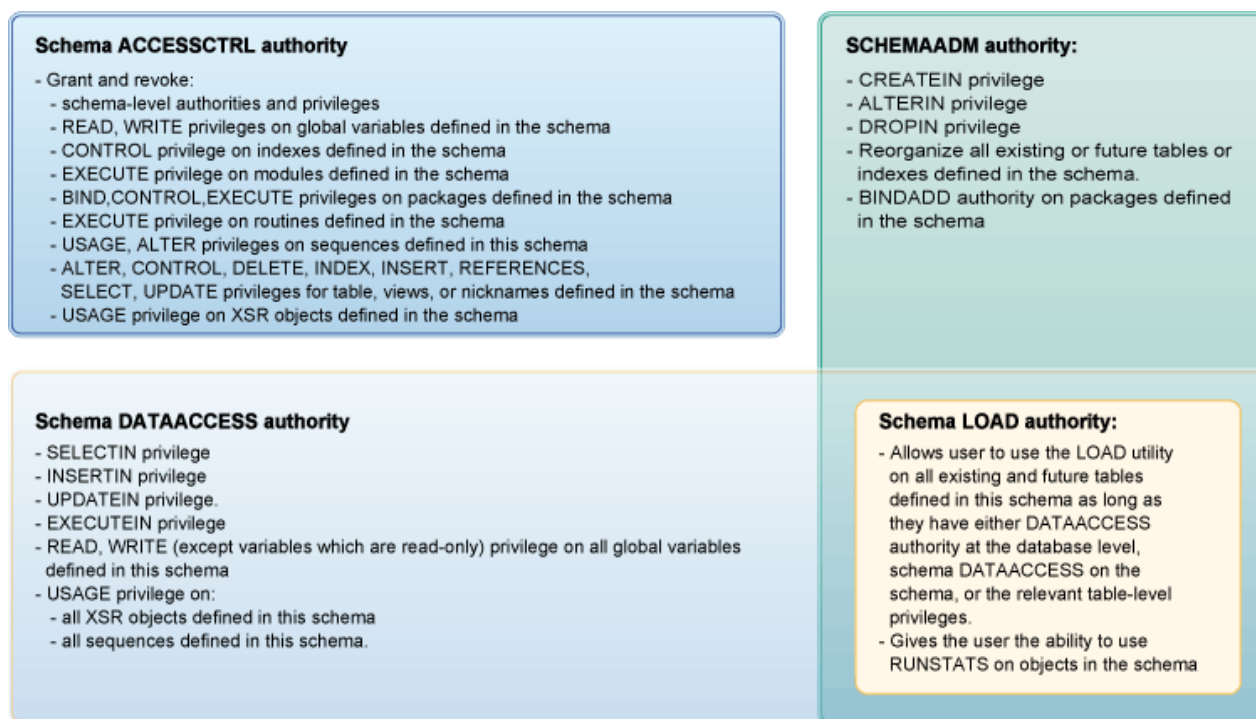 Schema ACCESSCTRL authority
- Grant and revoke:
- schema-level authorities and privileges
- READ, WRITE privileges on global variables defined in the schema
- CONTROL privilege on indexes defined in the schema
- EXECUTE privilege on modules defined in the schema
- BIND,CONTROL,EXECUTE privileges on packages defined in the schema
- EXECUTE privilege on routines defined in the schema
- USAGE, ALTER privileges on sequences defined in this schema
- ALTER, CONTROL, DELETE, INDEX, INSERT, REFERENCES,
SELECT, UPDATE privileges for table, views, or nicknames defined in the schema
- USAGE privilege on XSR objects defined in the schema
SCHEMAADM authority:
- CREATEIN privilege
- ALTERIN privilege
- DROPIN privilege
- Reorganize all existing or future tables or
indexes defined in the schema.
- BINDADD authority on packages defined
in the schema
Schema DATAACCESS authority
- SELECTIN privilege
- INSERTIN privilege
- UPDATEIN privilege.
- EXECUTEIN privilege
- READ, WRITE (except variables which are read-only) privilege on all global variables
defined in this schema
- USAGE privilege on:
- all XSR objects defined in this schema
- all sequences defined in this schema.
Schema LOAD authority:
- Allows user to use the LOAD utility
on all existing and future tables
defined in this schema as long as
they have either DATAACCESS
authority at the database level,
schema DATAACCESS on the
schema, or the relevant table-level
privileges.
- Gives the user the ability to use
RUNSTATS on objects in the schema